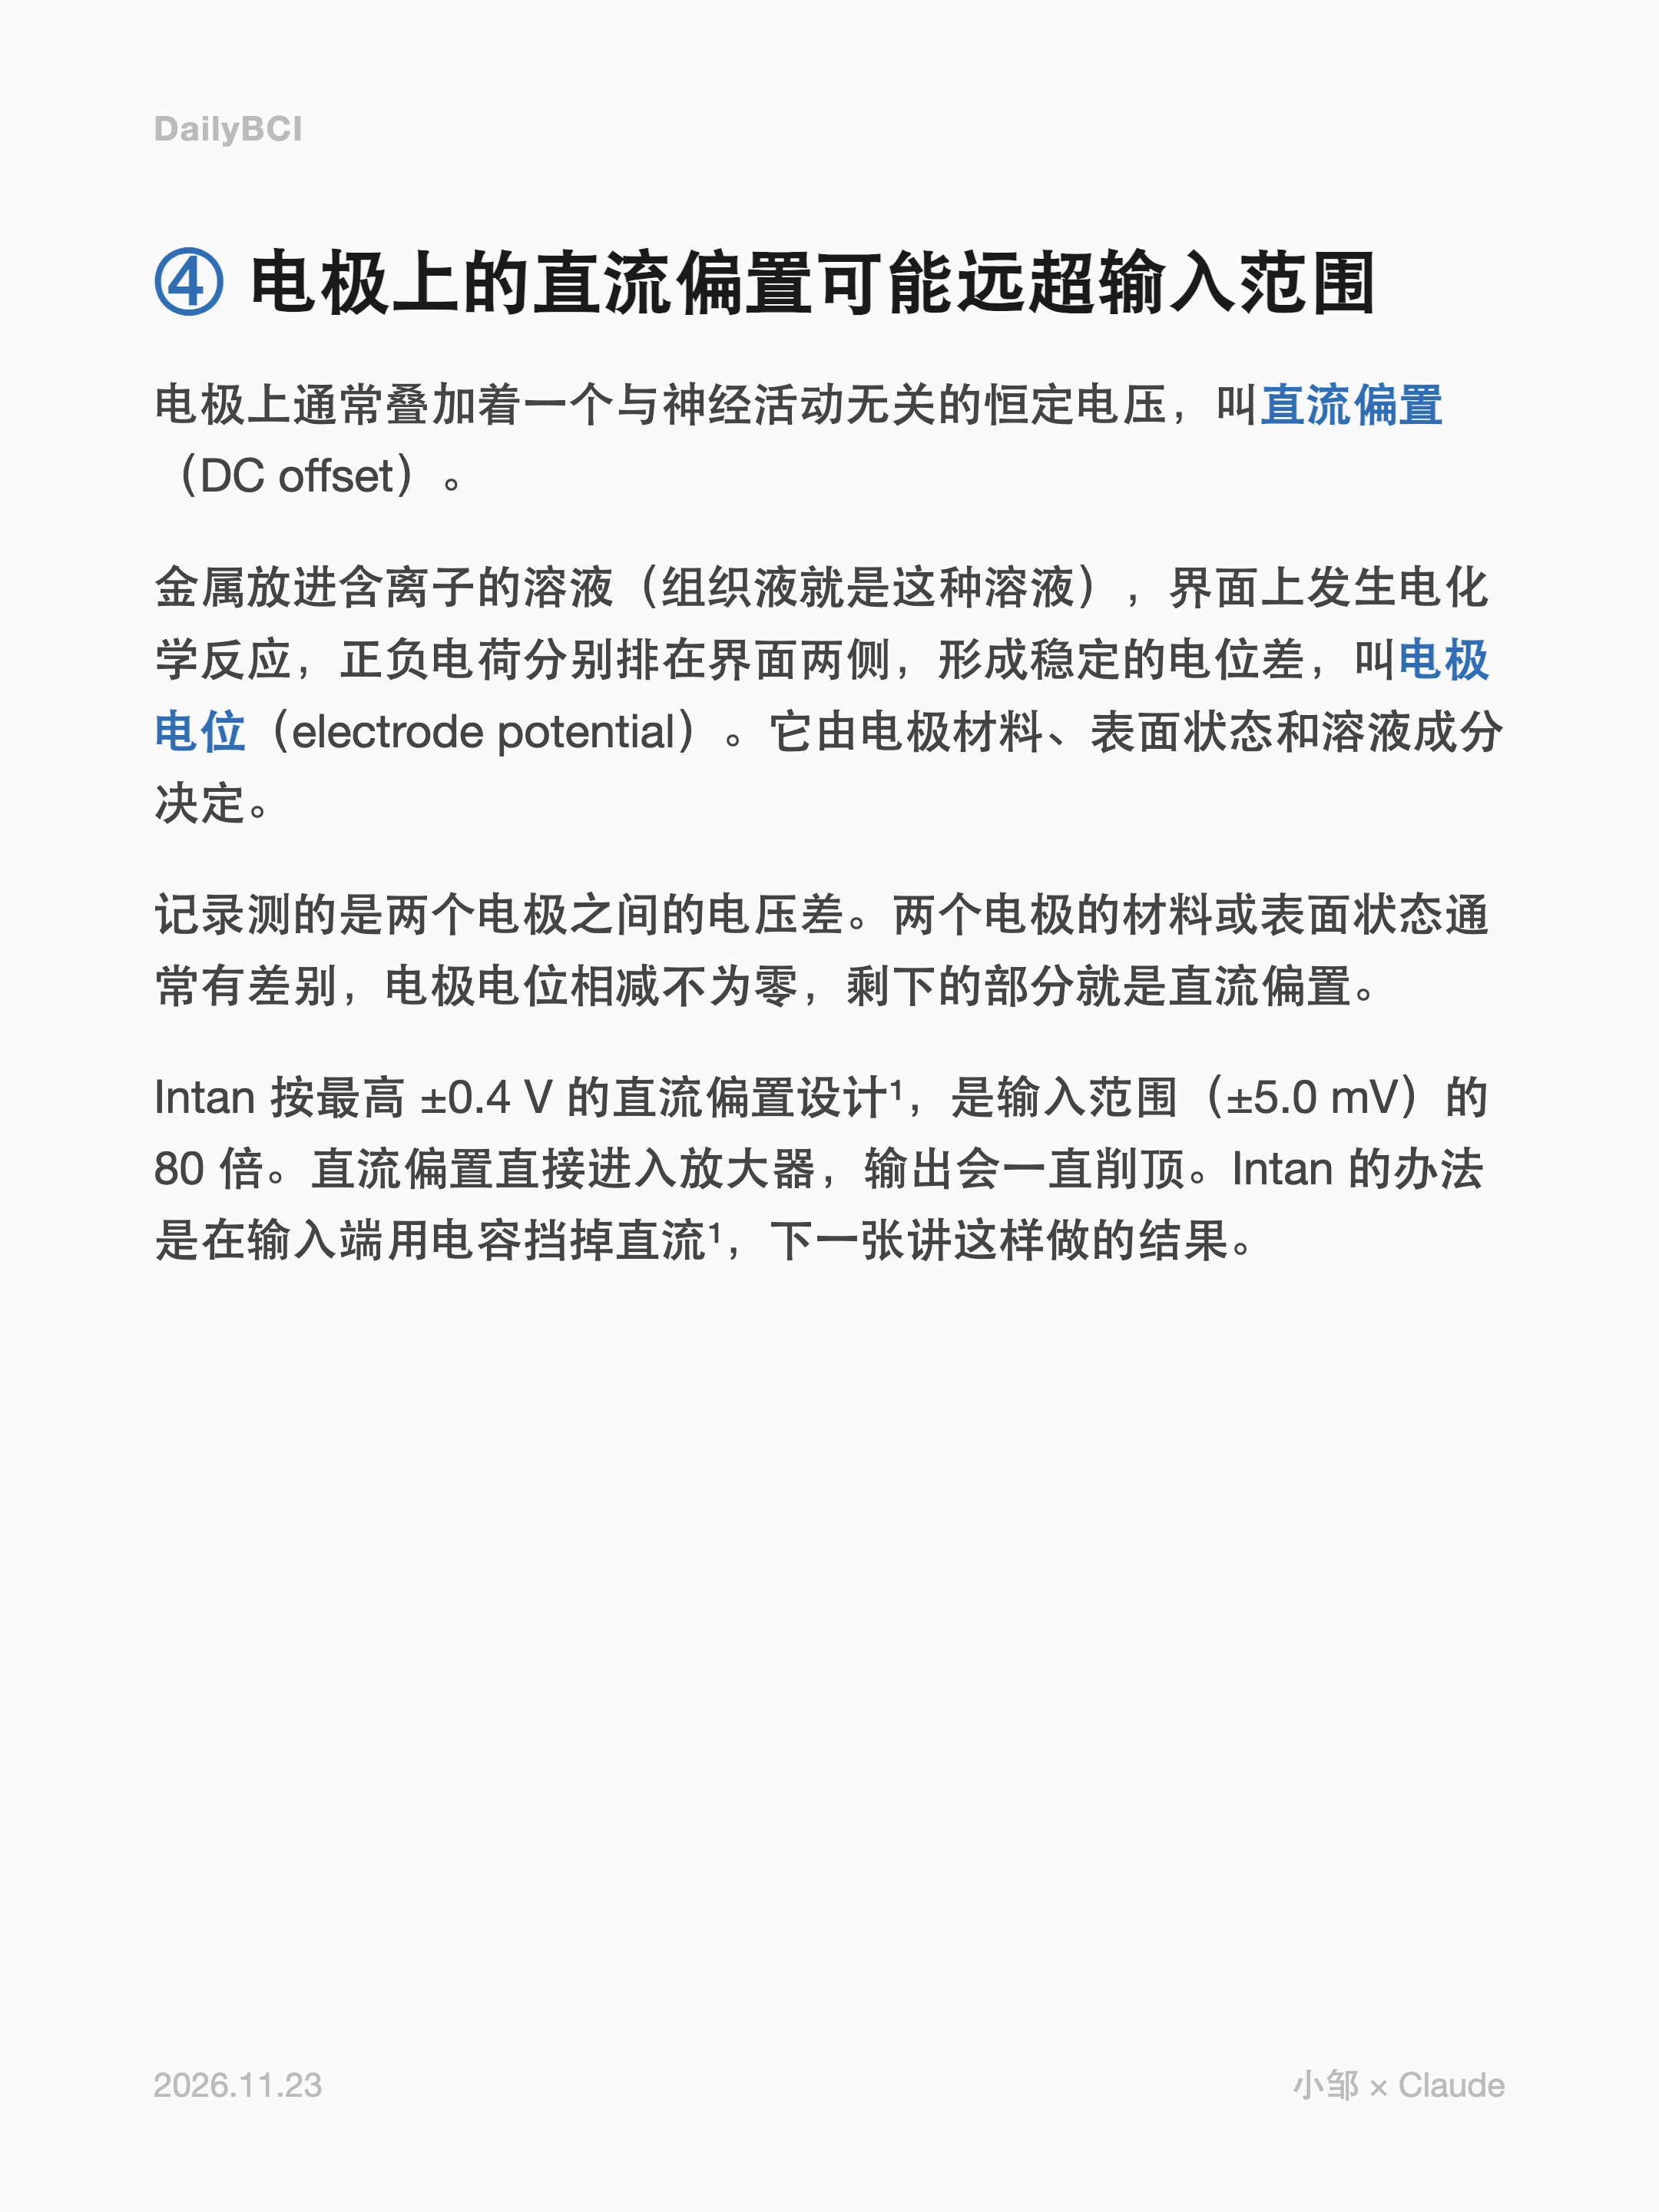 DailyBCI
④ 电极上的直流偏置可能远超输入范围
电极上通常叠加着一个与神经活动无关的恒定电压，叫直流偏置
（DC offset）。
金属放进含离子的溶液（组织液就是这种溶液），界面上发生电化
学反应，正负电荷分别排在界面两侧，形成稳定的电位差，叫电极
电位（electrode potential）。它由电极材料、表面状态和溶液成分
决定。
记录测的是两个电极之间的电压差。两个电极的材料或表面状态通
常有差别，电极电位相减不为零，剩下的部分就是直流偏置。
Intan 按最高 ±0.4 V 的直流偏置设计¹，是输入范围（±5.0 mV）的
80 倍。直流偏置直接进入放大器，输出会一直削顶。Intan 的办法
是在输入端用电容挡掉直流¹，下一张讲这样做的结果。
2026.11.23
小邹 × Claude